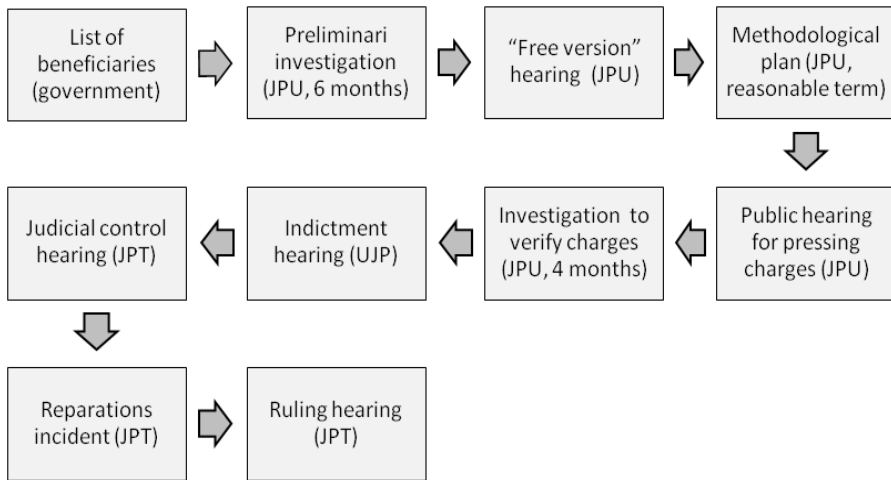 List of
beneficiaries
(government)
Preliminari
investigation
(JPU, 6 months)
“Free version”
hearing (JPU)
Methodological
plan (JPU,
reasonable term)
Public hearing
for pressing
charges (JPU)
Investigation to
verify charges
(JPU, 4 months)
Indictment
hearing (UJP)
Judicial control
hearing (JPT)
Reparations
incident (JPT)
Ruling hearing
(JPT)